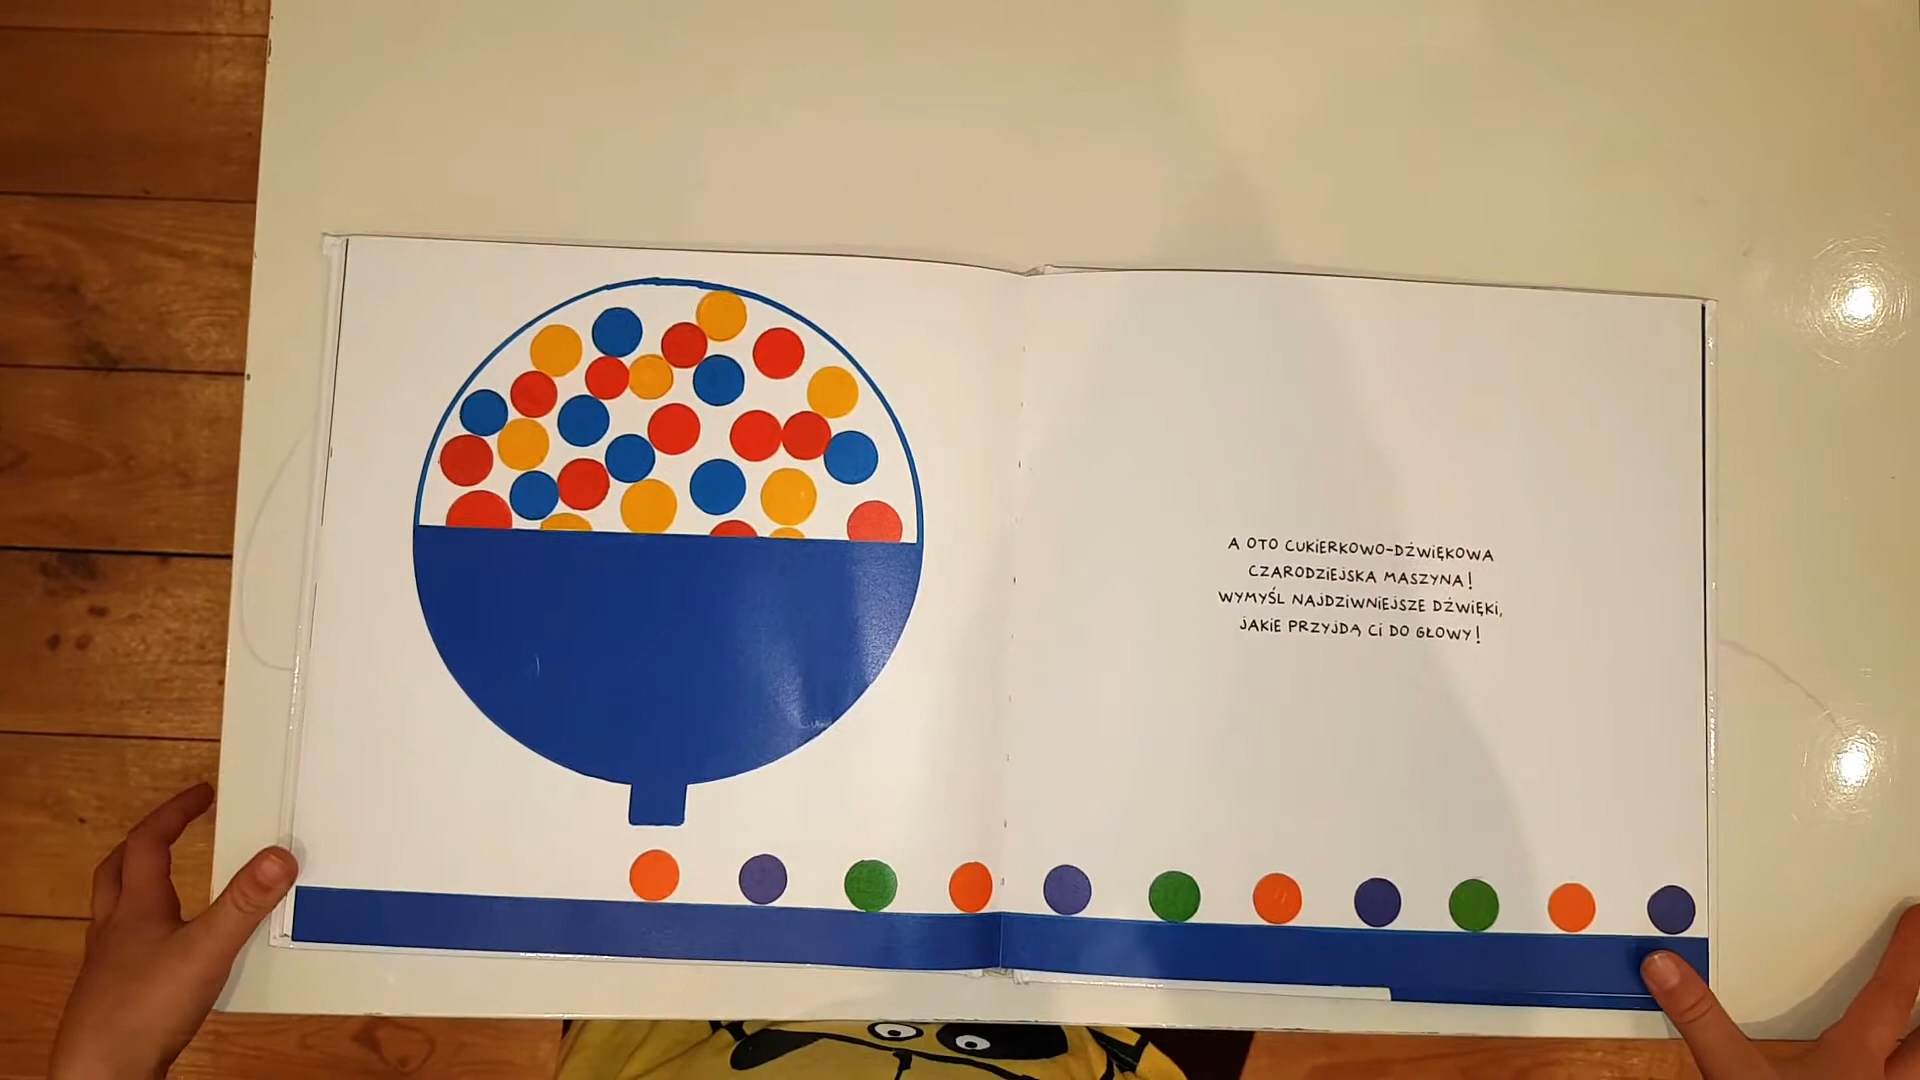 A OTO CUKIERKOWO-DŹWIĘKOWA
CZARODZIEJSKA MASZYNA!
WYMYŚL NAJDZIWNIEJSZE DŹWIĘKI,
JAKIE PRZYJDĄ CI DO GŁOWY!